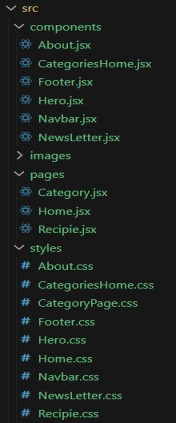 src
components
About.jsx
CategoriesHome.jsx
Footer.jsx
Hero.jsx
Navbar.jsx
NewsLetter.jsx
images
pages
Category.jsx
Home.jsx
Recipie.jsx
styles
# About.css
# CategoriesHome.css
# CategoryPage.css
# Footer.css
# Hero.css
# Home.css
# Navbar.css
# NewsLetter.css
# Recipie.css